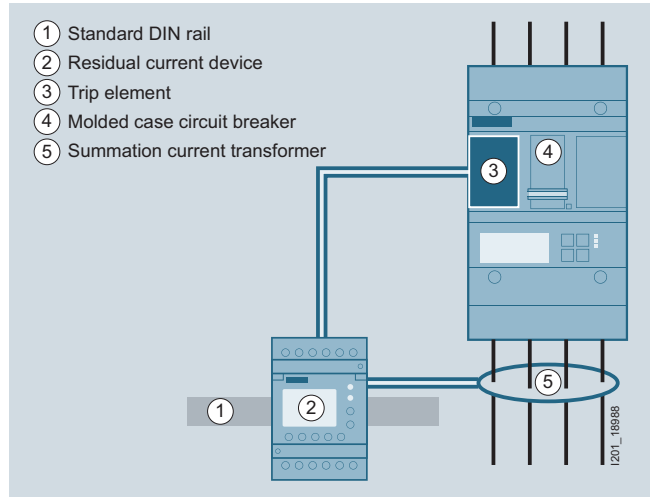 1 Standard DIN rail
2 Residual current device
3 Trip element
4 Molded case circuit breaker
5 Summation current transformer
3
4
5
1
2
I201_18988